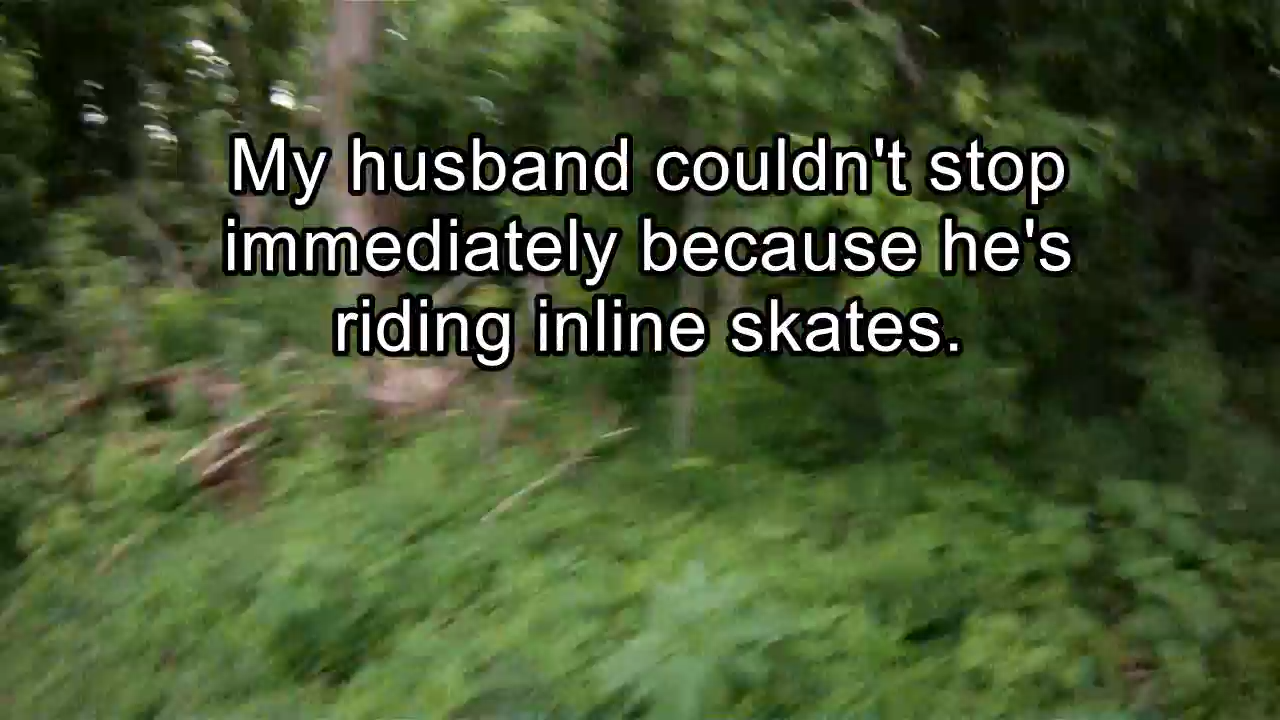 My husband couldn't stop
immediately because he's
riding inline skates.